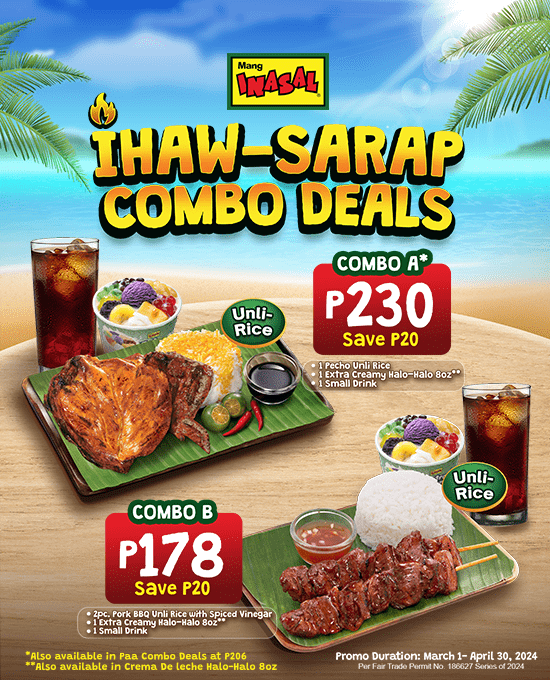 Mang
INASAL
IHAW-SARAP
COMBO DEALS
COMBO A*
P230
Save P20
• 1 Pecho Unli Rice
• 1 Extra Creamy Halo-Halo 8oz**
• 1 Small Drink
Unli-
Rice
Unli-
Rice
COMBO B
P178
Save P20
• 2pc. Pork BBQ Unli Rice with Spiced Vinegar
• 1 Extra Creamy Halo-Halo 8oz**
• 1 Small Drink
*Also available in Paa Combo Deals at P206
**Also available in Crema De leche Halo-Halo 8oz
Promo Duration: March 1- April 30, 2024
Per Fair Trade Permit No. 186627 Series of 2024